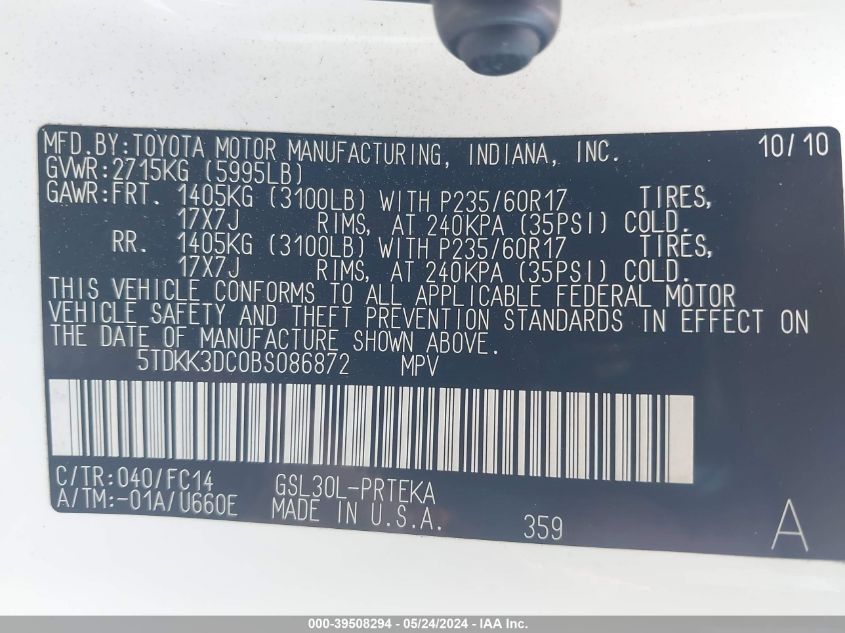 MFD.BY:TOYOTA MOTOR MANUFACTURING, INDIANA, INC. 10/10
GVWR:2715KG (5995LB)
GAWR:FRT. 1405KG (3100LB) WITH P235/60R17 TIRES,
17X7J RIMS, AT 240KPA (35PSI) COLD.
RR. 1405KG (3100LB) WITH P235/60R17 TIRES,
17X7J RIMS, AT 240KPA (35PSI) COLD.
THIS VEHICLE CONFORMS TO ALL APPLICABLE FEDERAL MOTOR
VEHICLE SAFETY AND THEFT PREVENTION STANDARDS IN EFFECT ON
THE DATE OF MANUFACTURE SHOWN ABOVE.
5TDKK3DC0BS086872 MPV
C/TR:040/FC14 GSL30L-PRTEKA
A/TM:-01A/U660E MADE IN U.S.A. 359 A
000-39508294 - 05/24/2024 - IAA Inc.